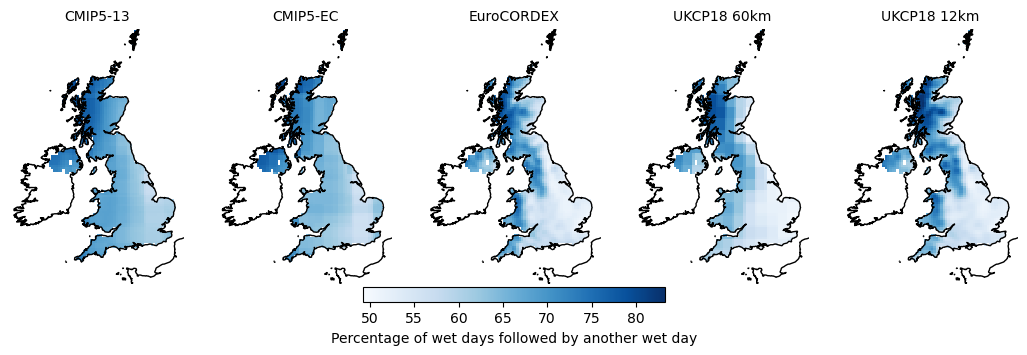 CMIP5-13 CMIP5-EC EuroCORDEX UKCP18 60km UKCP18 12km
50 55 60 65 70 75 80
Percentage of wet days followed by another wet day